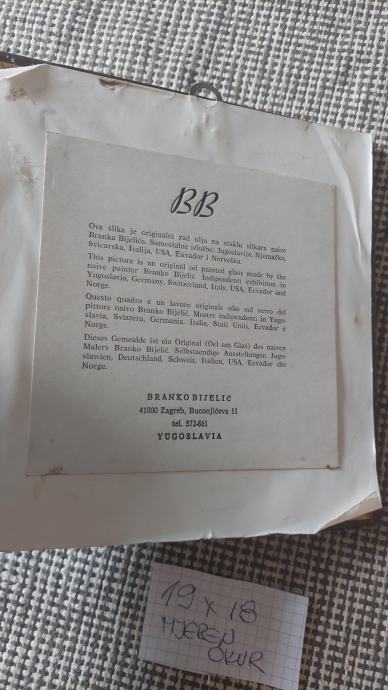 BB
Ova slika je originalni rad ulja na staklu slikara naive
Branka Bijelića. Samostalne izložbe: Jugoslavija, Njemačka,
Švicarska, Italija, USA, Ekvador i Norveška.
This picture is un original oil painted glass made by the
naive painter Branko Bijelić. Indipendenti exhibition in
Yugoslavia, Germany, Switzerland, Italy, USA, Ecvador and
Norge.
Questo quadro e un lavoro originale olio sul vetro del
pittore naivo Branko Bijelić. Mostre indipendenti in Yugo-
slavia, Svizzera, Germania, Italia, Stati Uniti, Ecvador e
Norge.
Dieses Gemealde ist ein Original (Oel am Glas) des naiven
Malers Branko Bijelić. Selbstaendige Ausstellungen Jugo-
slawien, Deutschland, Schweiz, Italien, USA, Ecvador die
Norge.
BRANKO BIJELIĆ
41000 Zagreb, Buconjićeva 11
tel. 572-861
YUGOSLAVIA
19 x 18
MJEREN
OKVIR